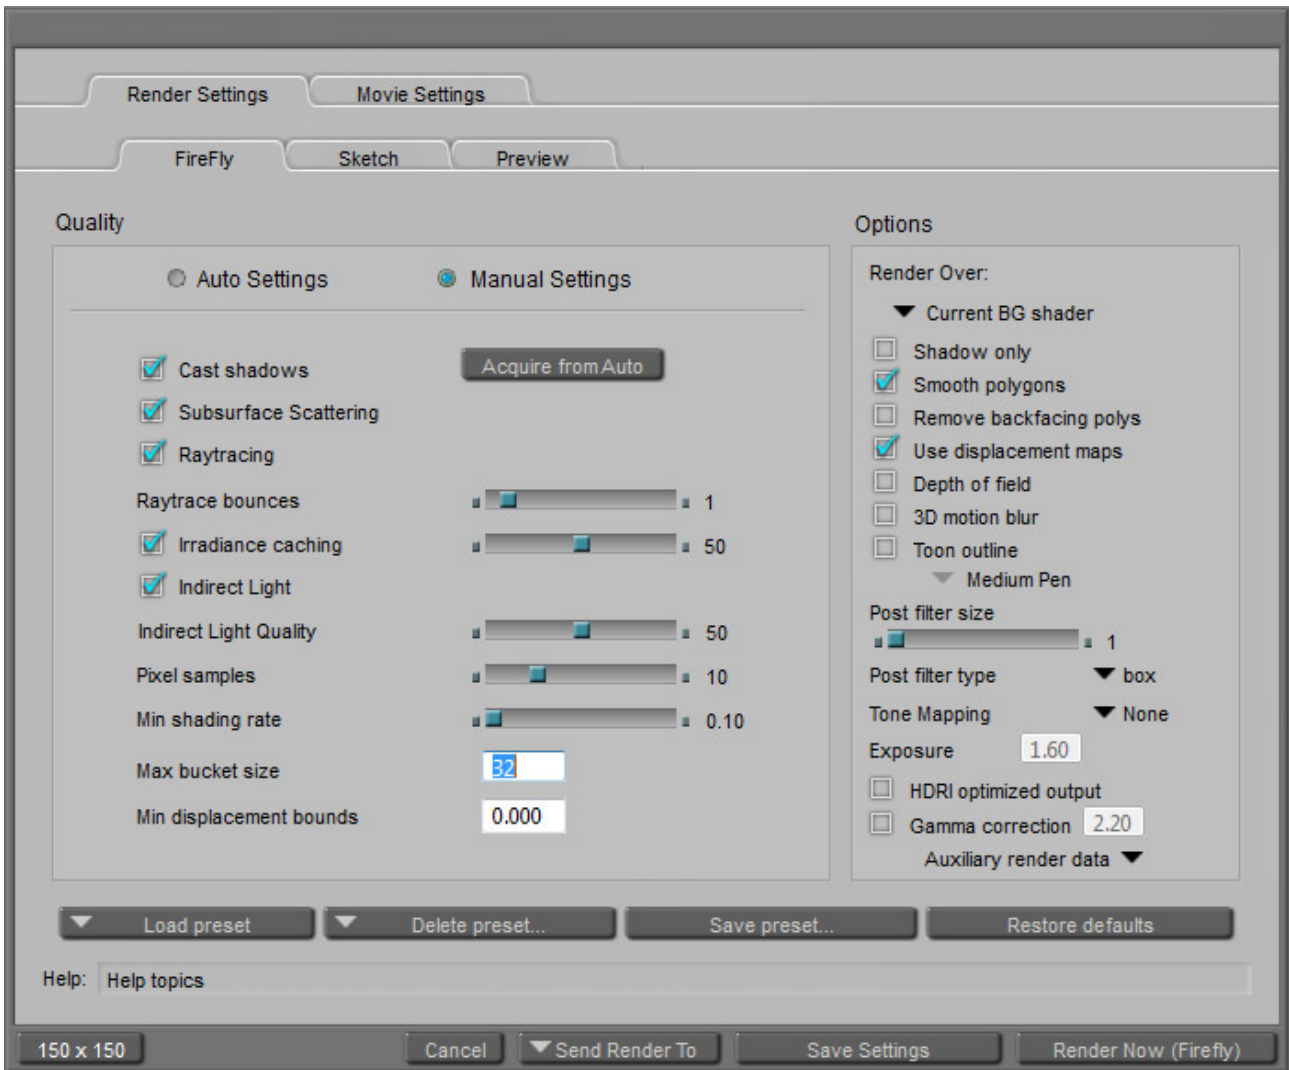 Render Settings
Movie Settings
FireFly
Sketch
Preview
Quality
Auto Settings
Manual Settings
Cast shadows
Acquire from Auto
Subsurface Scattering
Raytracing
Raytrace bounces
1
Irradiance caching
50
Indirect Light
Indirect Light Quality
50
Pixel samples
10
Min shading rate
0.10
Max bucket size
32
Min displacement bounds
0.000
Options
Render Over:
Current BG shader
Shadow only
Smooth polygons
Remove backfacing polys
Use displacement maps
Depth of field
3D motion blur
Toon outline
Medium Pen
Post filter size
1
Post filter type
box
Tone Mapping
None
Exposure
1.60
HDRI optimized output
Gamma correction
2.20
Auxiliary render data
Load preset
Delete preset...
Save preset...
Restore defaults
Help:
Help topics
150 x 150
Cancel
Send Render To
Save Settings
Render Now (Firefly)